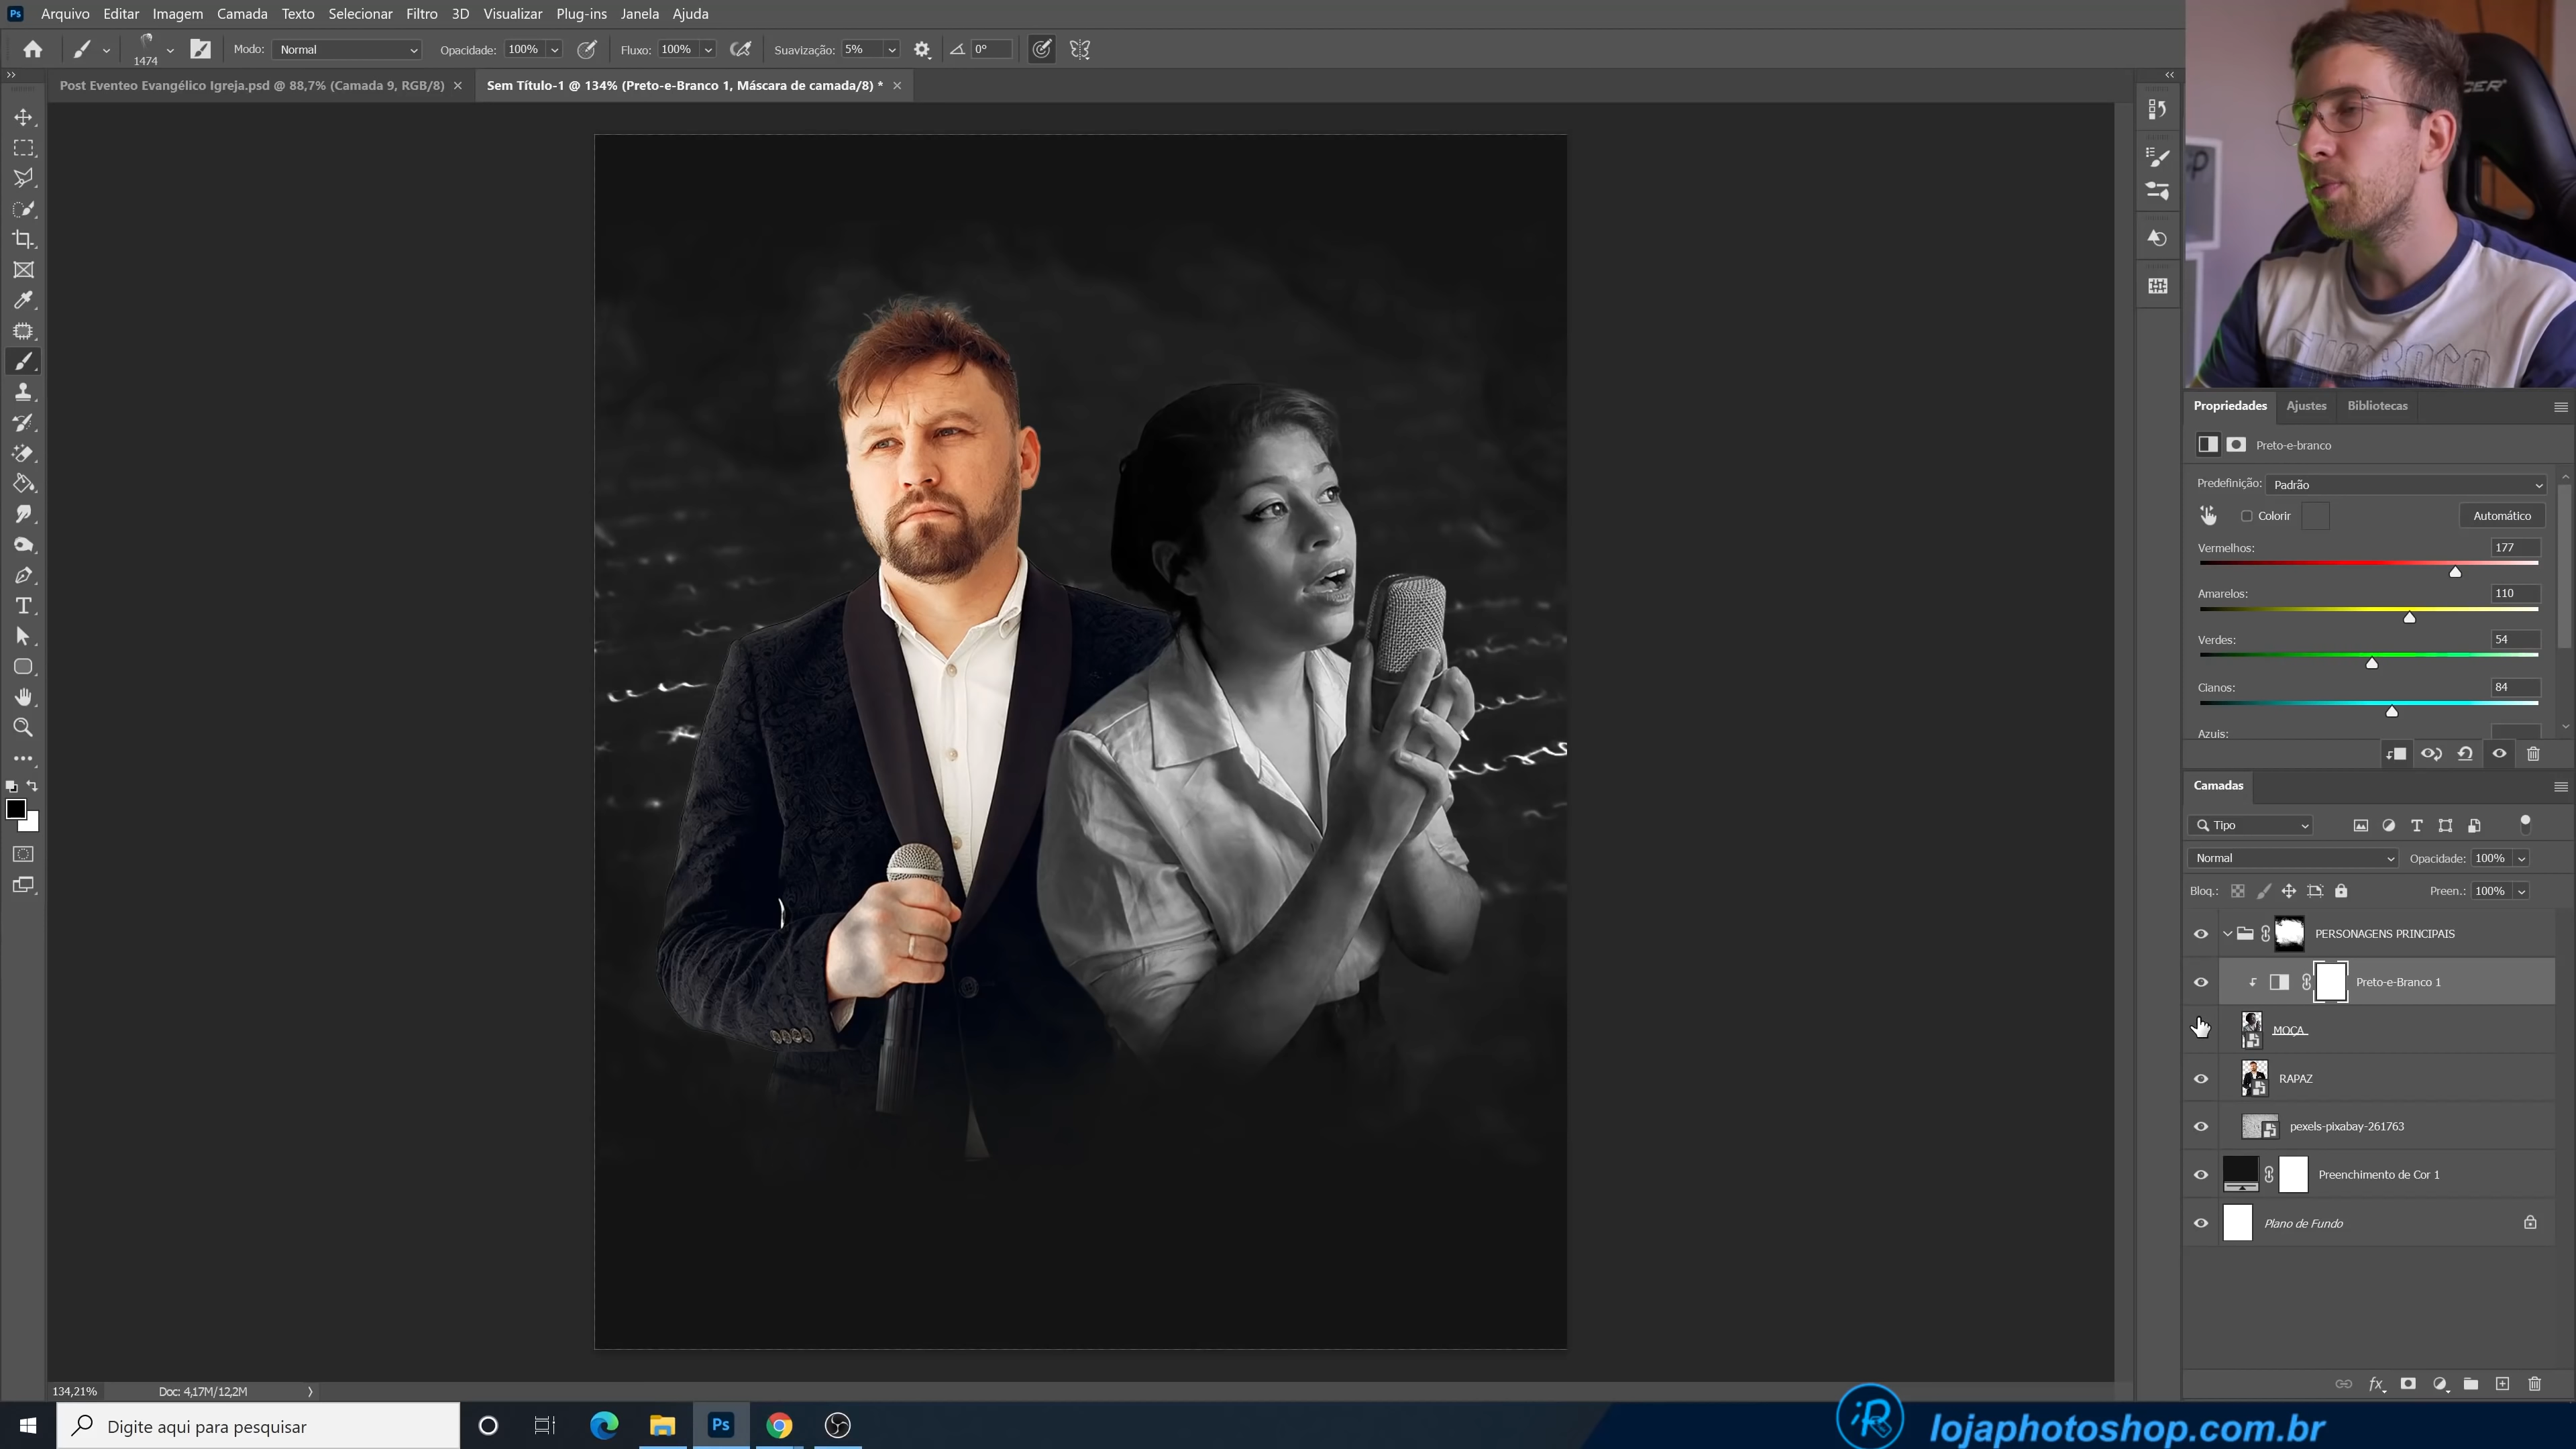 Ps Arquivo Editar Imagem Camada Texto Selecionar Filtro 3D Visualizar Plug-ins Janela Ajuda
1474 Modo: Normal Opacidade: 100% Fluxo: 100% Suavização: 5% 0°
Post Eventeo Evangélico Igreja.psd @ 88,7% (Camada 9, RGB/8) × Sem Título-1 @ 134% (Preto-e-Branco 1, Máscara de camada/8) * ×
Propriedades Ajustes Bibliotecas
Preto-e-branco
Predefinição: Padrão
Colorir Automático
Vermelhos: 177
Amarelos: 110
Verdes: 54
Cianos: 84
Azuis:
Camadas
Tipo
Normal Opacidade: 100%
Bloq.: Preen.: 100%
PERSONAGENS PRINCIPAIS
Preto-e-Branco 1
MOÇA
RAPAZ
pexels-pixabay-261763
Preenchimento de Cor 1
Plano de Fundo
134,21% Doc: 4,17M/12,2M
Digite aqui para pesquisar
Ps
lojaphotoshop.com.br